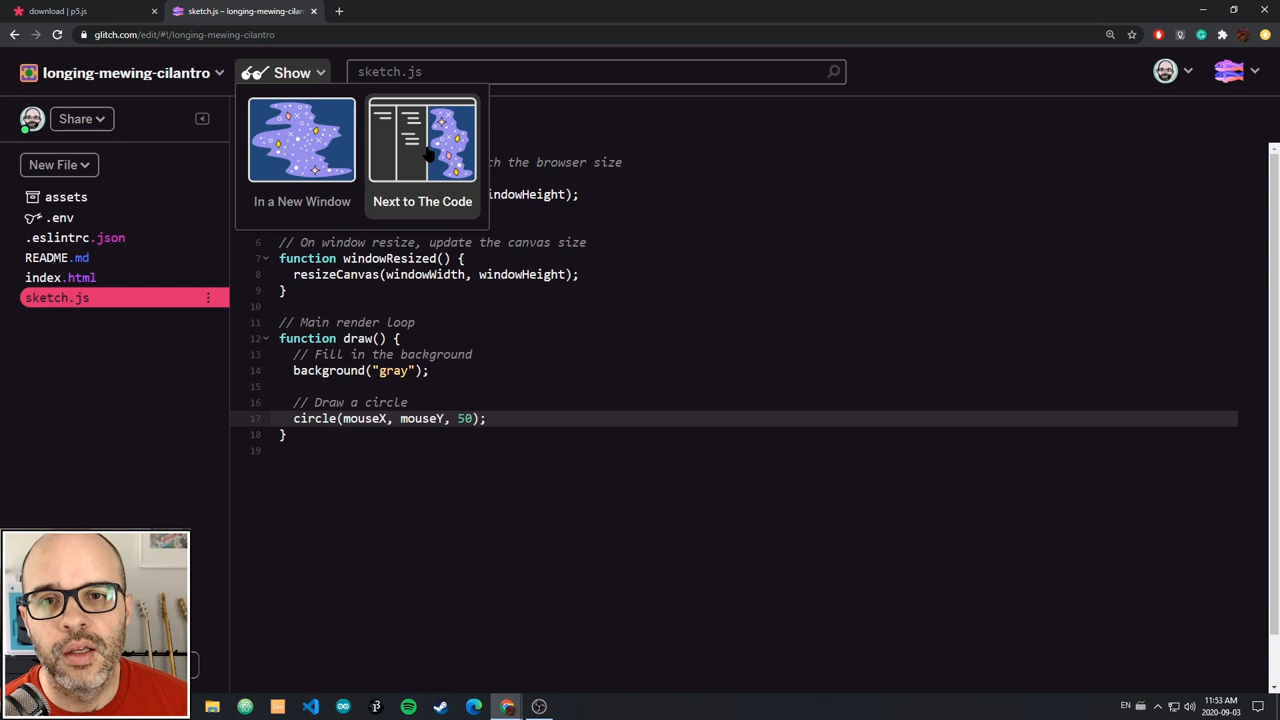 download | p5.js
sketch.js – longing-mewing-cilan
glitch.com/edit/#!/longing-mewing-cilantro
longing-mewing-cilantro
Show
sketch.js
Share
In a New Window
Next to The Code
New File
assets
.env
.eslintrc.json
README.md
index.html
sketch.js
ch the browser size
ndowHeight);
6 // On window resize, update the canvas size
7 function windowResized() {
8 resizeCanvas(windowWidth, windowHeight);
9 }
10
11 // Main render loop
12 function draw() {
13 // Fill in the background
14 background("gray");
15
16 // Draw a circle
17 circle(mouseX, mouseY, 50);
18 }
19
EN
11:53 AM
2020-09-03